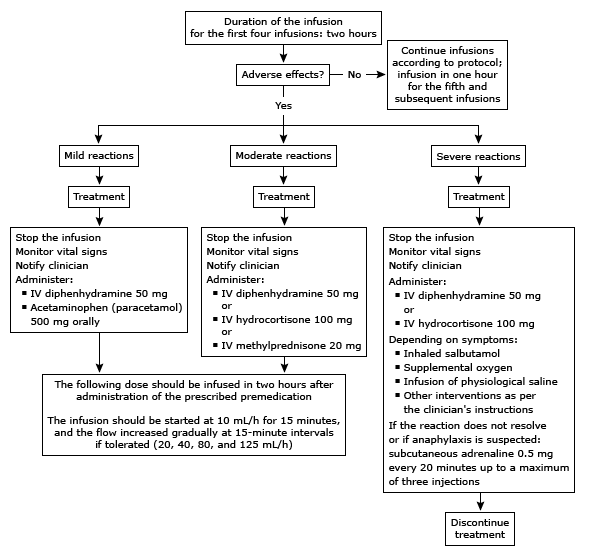 Duration of the infusion
for the first four infusions: two hours
Adverse effects?
No
Continue infusions
according to protocol;
infusion in one hour
for the fifth and
subsequent infusions
Yes
Mild reactions
Moderate reactions
Severe reactions
Treatment
Treatment
Treatment
Stop the infusion
Monitor vital signs
Notify clinician
Administer:
▪ IV diphenhydramine 50 mg
▪ Acetaminophen (paracetamol)
500 mg orally
Stop the infusion
Monitor vital signs
Notify clinician
Administer:
▪ IV diphenhydramine 50 mg
or
▪ IV hydrocortisone 100 mg
or
▪ IV methylprednisone 20 mg
Stop the infusion
Monitor vital signs
Notify clinician
Administer:
▪ IV diphenhydramine 50 mg
or
▪ IV hydrocortisone 100 mg
Depending on symptoms:
▪ Inhaled salbutamol
▪ Supplemental oxygen
▪ Infusion of physiological saline
▪ Other interventions as per
the clinician's instructions
If the reaction does not resolve
or if anaphylaxis is suspected:
subcutaneous adrenaline 0.5 mg
every 20 minutes up to a maximum
of three injections
The following dose should be infused in two hours after
administration of the prescribed premedication
The infusion should be started at 10 mL/h for 15 minutes,
and the flow increased gradually at 15-minute intervals
if tolerated (20, 40, 80, and 125 mL/h)
Discontinue
treatment